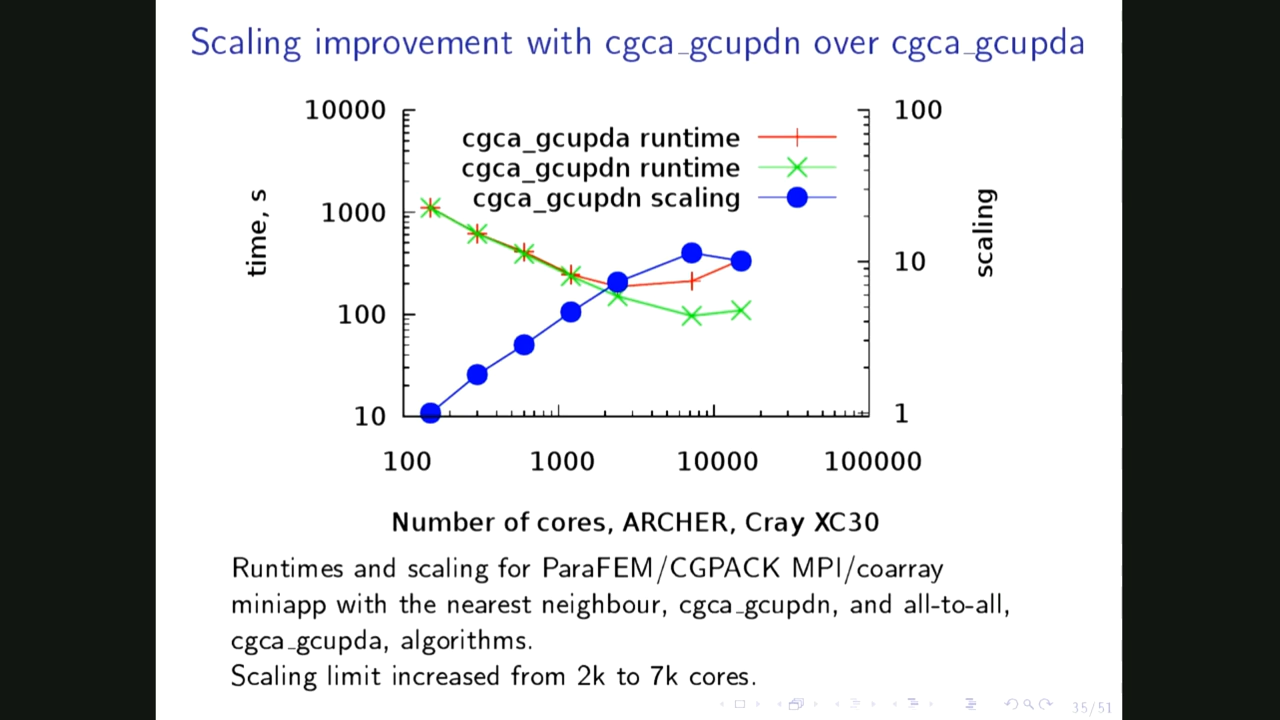 Scaling improvement with cgca_gcupdn over cgca_gcupda
10000
1000
100
10
time, s
cgca_gcupda runtime
cgca_gcupdn runtime
cgca_gcupdn scaling
100
10
1
scaling
100
1000
10000
100000
Number of cores, ARCHER, Cray XC30
Runtimes and scaling for ParaFEM/CGPACK MPI/coarray
miniapp with the nearest neighbour, cgca_gcupdn, and all-to-all,
cgca_gcupda, algorithms.
Scaling limit increased from 2k to 7k cores.
35/51